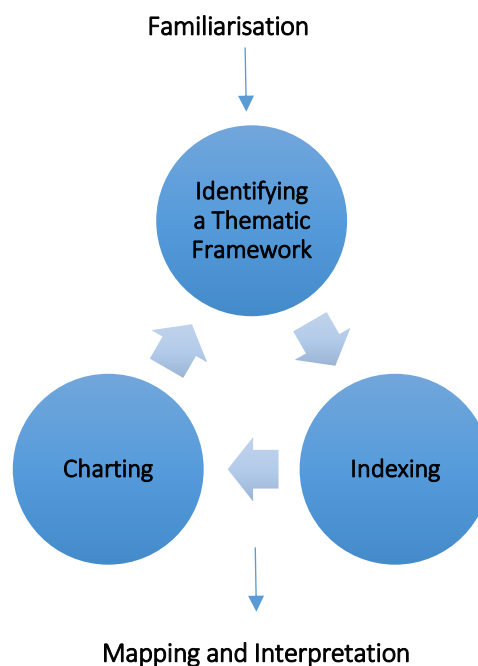 Familiarisation
Identifying
a Thematic
Framework
Charting
Indexing
Mapping and Interpretation